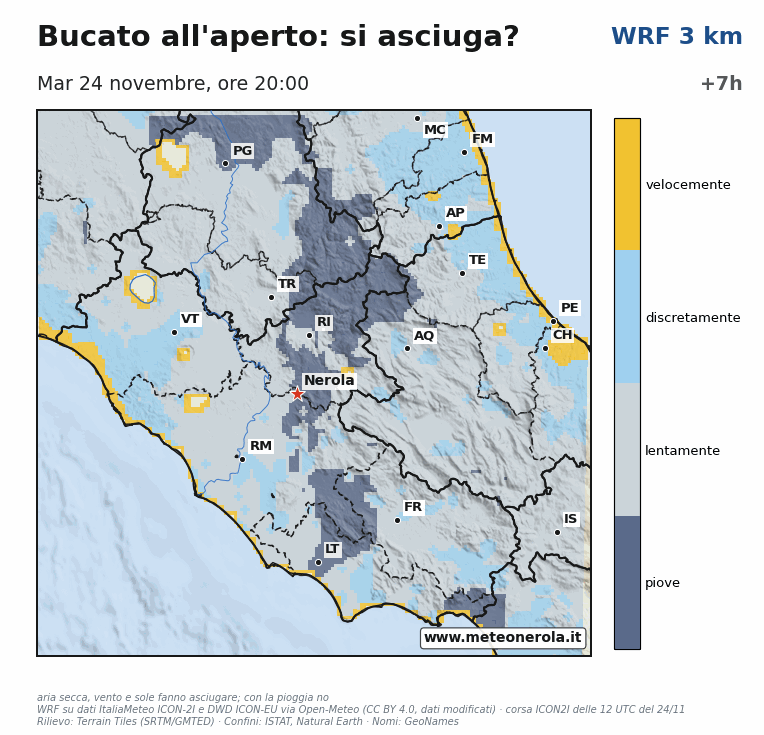 Bucato all'aperto: si asciuga?
WRF 3 km
Mar 24 novembre, ore 20:00
+7h
MC
FM
PG
AP
TE
TR
PE
VT
RI
AQ
CH
Nerola
RM
FR
IS
LT
www.meteonerola.it
velocemente
discretamente
lentamente
piove
aria secca, vento e sole fanno asciugare; con la pioggia no
WRF su dati ItaliaMeteo ICON-2I e DWD ICON-EU via Open-Meteo (CC BY 4.0, dati modificati) · corsa ICON2I delle 12 UTC del 24/11
Rilievo: Terrain Tiles (SRTM/GMTED) · Confini: ISTAT, Natural Earth · Nomi: GeoNames